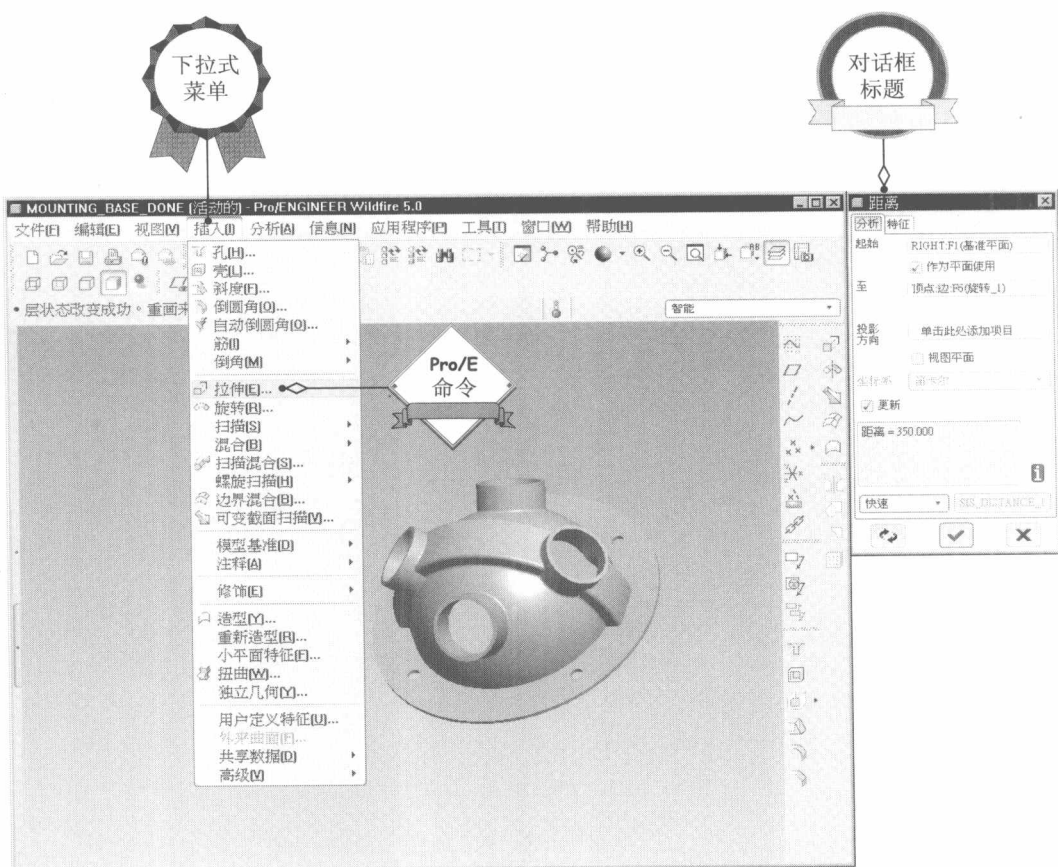 下拉式
菜单
对话框
标题
MOUNTING_BASE_DONE (活动的) - Pro/ENGINEER Wildfire 5.0
文件(F) 编辑(E) 视图(V) 插入(I) 分析(A) 信息(N) 应用程序(P) 工具(T) 窗口(W) 帮助(H)
• 层状态改变成功。重画来
智能
孔(H)...
壳(L)...
斜度(F)...
倒圆角(O)...
自动倒圆角(O)...
筋(I)
倒角(M)
拉伸(E)...
旋转(R)...
扫描(S)
混合(B)
扫描混合(S)...
螺旋扫描(H)
边界混合(B)...
可变截面扫描(V)...
模型基准(D)
注释(A)
修饰(E)
造型(Y)...
重新造型(R)...
小平面特征(F)...
扭曲(W)...
独立几何(Y)...
用户定义特征(U)...
外来曲面(F)...
共享数据(D)
高级(V)
Pro/E
命令
距离
分析 特征
起始 RIGHT:F1(基准平面)
作为平面使用
至 顶点:边:F6(旋转_1)
投影
方向
单击此处添加项目
视图平面
坐标系
更新
距离 = 350.000
快速